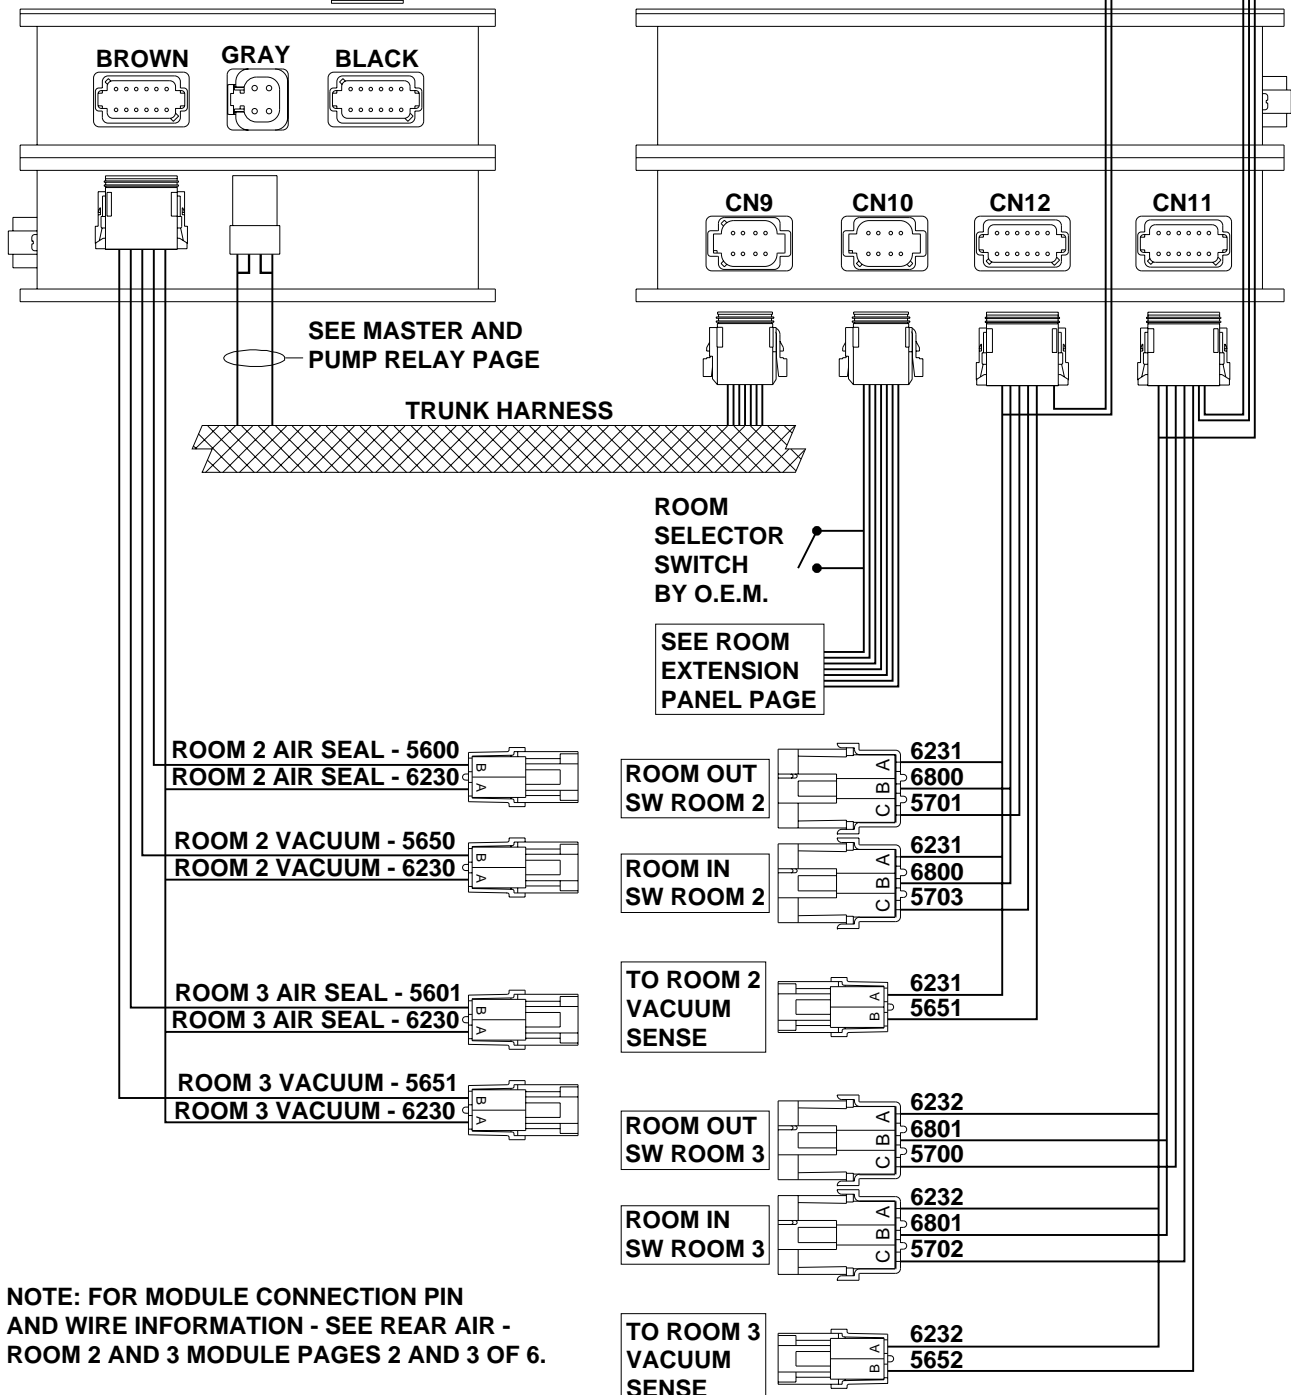 BROWN
GRAY
BLACK
CN9
CN10
CN12
CN11
SEE MASTER AND
PUMP RELAY PAGE
TRUNK HARNESS
ROOM
SELECTOR
SWITCH
BY O.E.M.
SEE ROOM
EXTENSION
PANEL PAGE
ROOM 2 AIR SEAL - 5600
ROOM 2 AIR SEAL - 6230
B
A
ROOM 2 VACUUM - 5650
ROOM 2 VACUUM - 6230
B
A
ROOM 3 AIR SEAL - 5601
ROOM 3 AIR SEAL - 6230
B
A
ROOM 3 VACUUM - 5651
ROOM 3 VACUUM - 6230
B
A
ROOM OUT
SW ROOM 2
A 6231
B 6800
C 5701
ROOM IN
SW ROOM 2
A 6231
B 6800
C 5703
TO ROOM 2
VACUUM
SENSE
A 6231
B 5651
ROOM OUT
SW ROOM 3
A 6232
B 6801
C 5700
ROOM IN
SW ROOM 3
A 6232
B 6801
C 5702
TO ROOM 3
VACUUM
SENSE
A 6232
B 5652
NOTE: FOR MODULE CONNECTION PIN
AND WIRE INFORMATION - SEE REAR AIR -
ROOM 2 AND 3 MODULE PAGES 2 AND 3 OF 6.